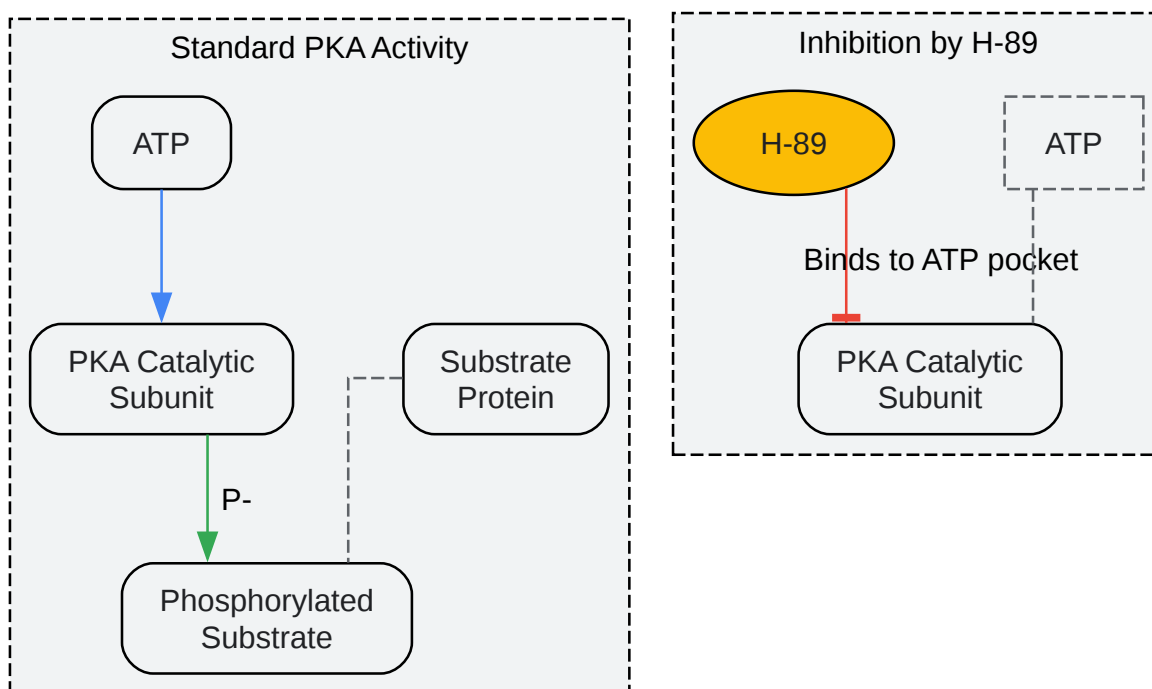 Standard PKA Activity
ATP
PKA Catalytic
Subunit
Substrate
Protein
P-
Phosphorylated
Substrate
Inhibition by H-89
H-89
ATP
Binds to ATP pocket
PKA Catalytic
Subunit